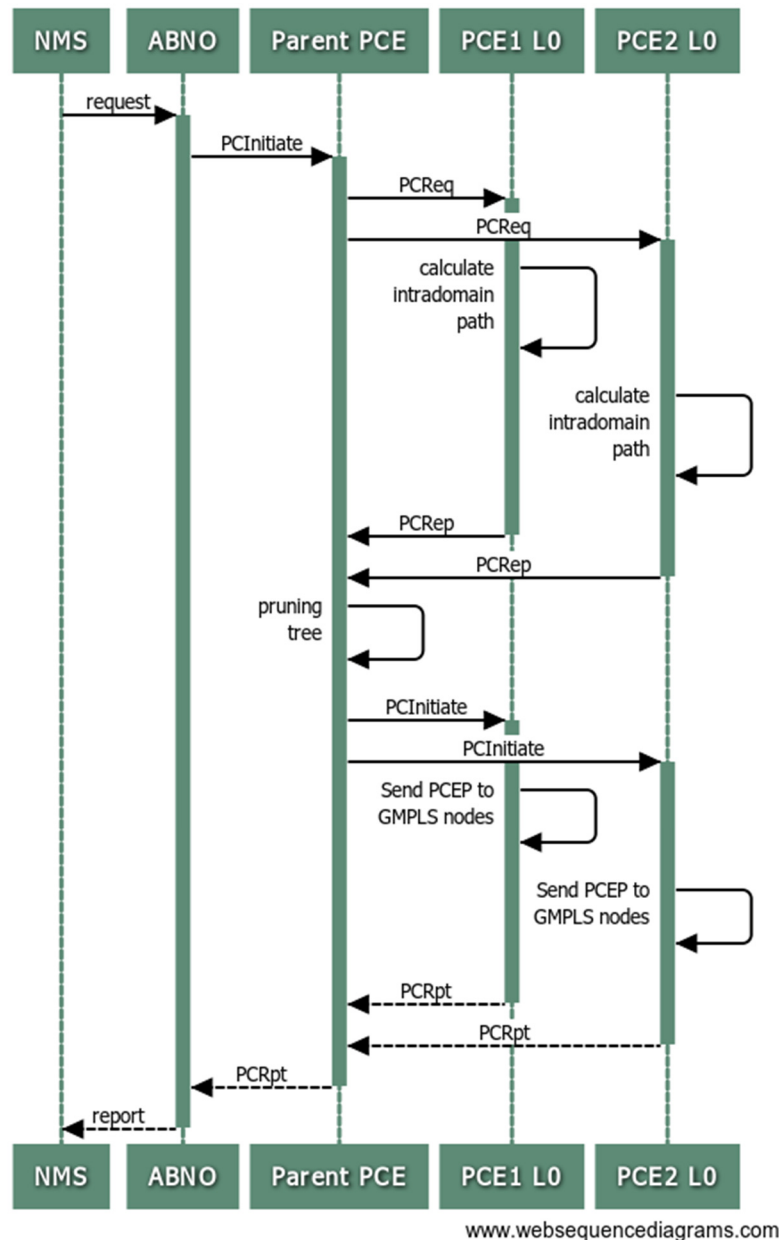 NMS ABNO Parent PCE PCE1 L0 PCE2 L0
request
PCInitiate
PCReq
PCReq
calculate
intradomain
path
calculate
intradomain
path
PCRep
PCRep
pruning
tree
PCInitiate
PCInitiate
Send PCEP to
GMPLS nodes
Send PCEP to
GMPLS nodes
PCRpt
PCRpt
PCRpt
report
NMS ABNO Parent PCE PCE1 L0 PCE2 L0
www.websequencediagrams.com